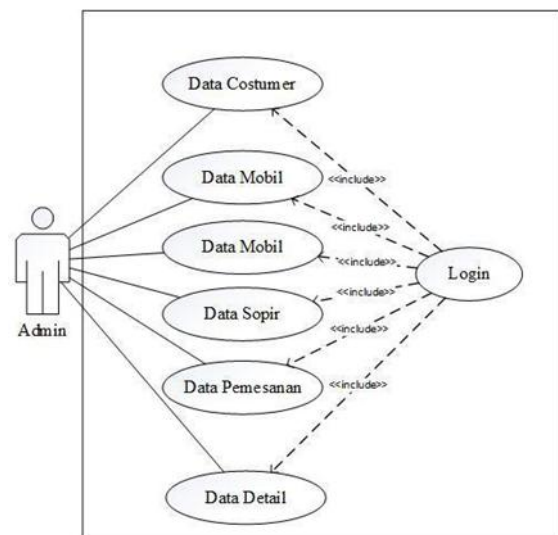 Data Costumer
Data Mobil
<<include>>
<<include>>
Data Mobil
<<include>>
Login
<<include>>
Data Sopir
Admin
<<include>>
Data Pemesanan
<<include>>
Data Detail